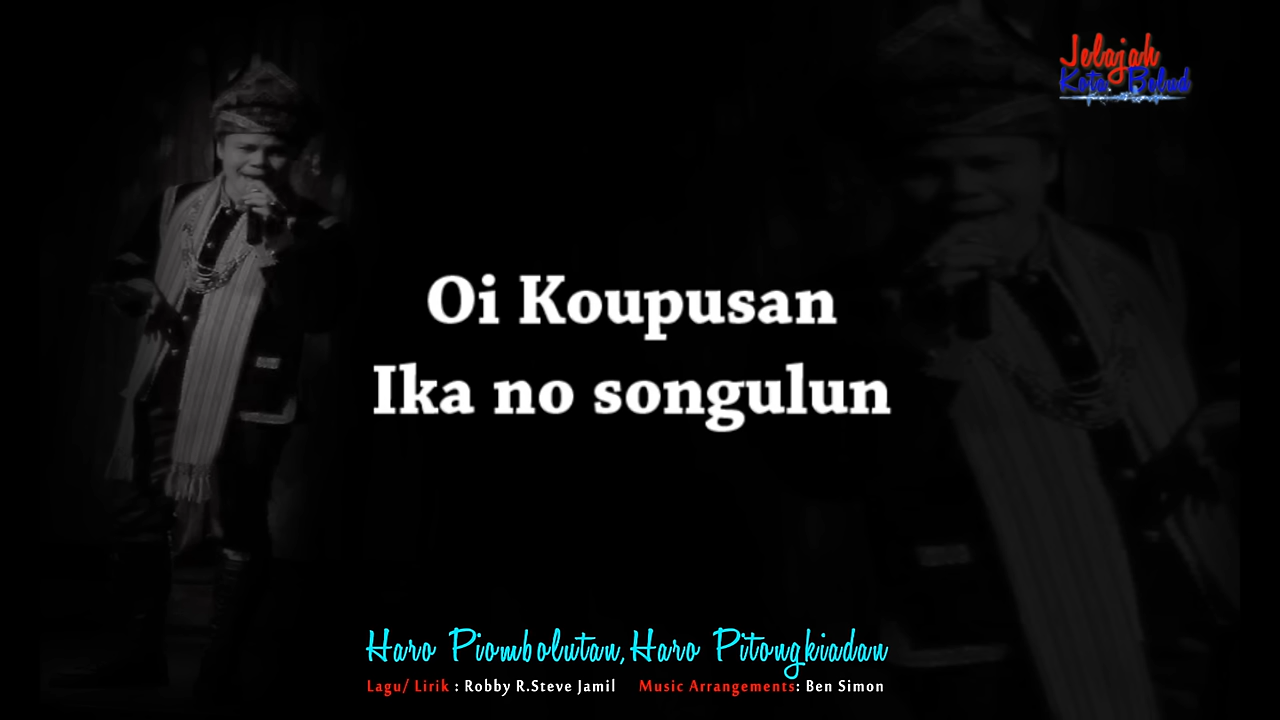 Jelajah
Kota Belud
Oi Koupusan
Ika no songulun
Haro Piombolutan, Haro Pitongkiadan
Lagu/ Lirik : Robby R.Steve Jamil Music Arrangements: Ben Simon